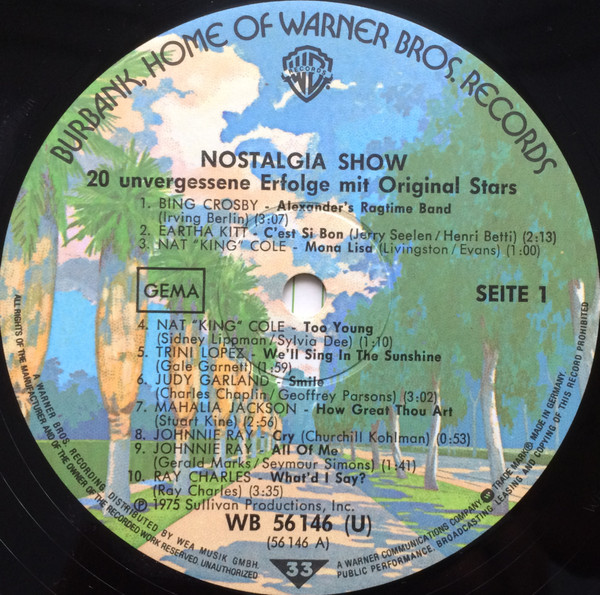 BURBANK, HOME OF WARNER BROS. RECORDS
RECORDS
NOSTALGIA SHOW
20 unvergessene Erfolge mit Original Stars
1. BING CROSBY - Alexander's Ragtime Band
(Irving Berlin) (3:07)
2. EARTHA KITT - C'est Si Bon (Jerry Seelen/Henri Betti) (2:13)
3. NAT "KING" COLE - Mona Lisa (Livingston/Evans) (1:00)
GEMA
SEITE 1
4. NAT "KING" COLE - Too Young
(Sidney Lippman/Sylvia Dee) (1:10)
5. TRINI LOPEZ - We'll Sing In The Sunshine
(Gale Garnett) (1:59)
6. JUDY GARLAND - Smile
(Charles Chaplin/Geoffrey Parsons) (3:02)
7. MAHALIA JACKSON - How Great Thou Art
(Stuart Kine) (2:56)
8. JOHNNIE RAY - Cry (Churchill Kohlman) (0:53)
9. JOHNNIE RAY - All Of Me
(Gerald Marks/Seymour Simons) (1:41)
10. RAY CHARLES - What'd I Say?
(Ray Charles) (3:35)
℗ 1975 Sullivan Productions, Inc.
WB 56 146 (U)
(56 146 A)
33
A WARNER BROS. RECORDING DISTRIBUTED BY WEA MUSIK GMBH.
ALL RIGHTS OF THE MANUFACTURER AND OF THE OWNER OF THE RECORDED WORK RESERVED. UNAUTHORIZED
PUBLIC PERFORMANCE. BROADCASTING LEASING AND COPYING OF THIS RECORD PROHIBITED
A WARNER COMMUNICATIONS COMPANY TRADE MARK® MADE IN GERMANY.